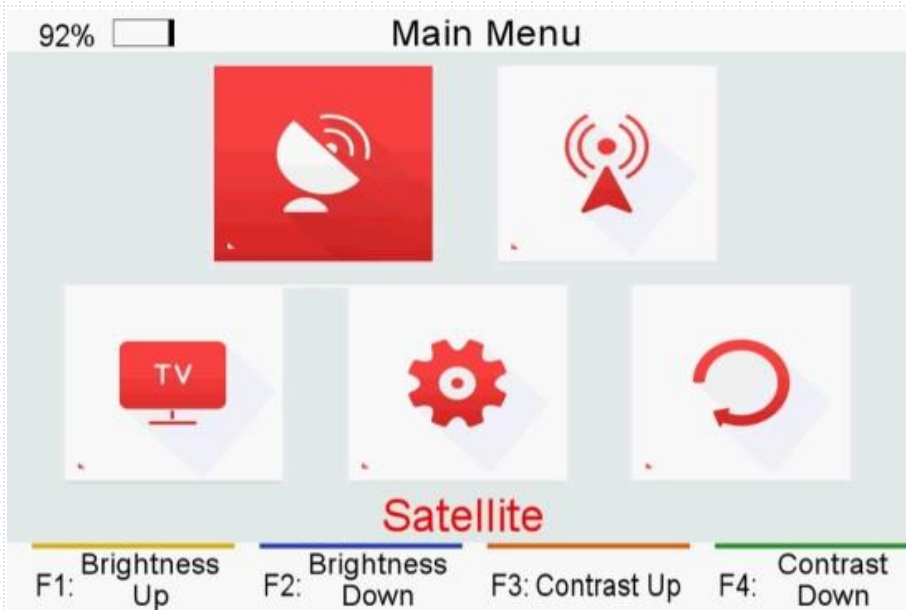 92%
Main Menu
TV
Satellite
F1: Brightness Up
F2: Brightness Down
F3: Contrast Up
F4: Contrast Down